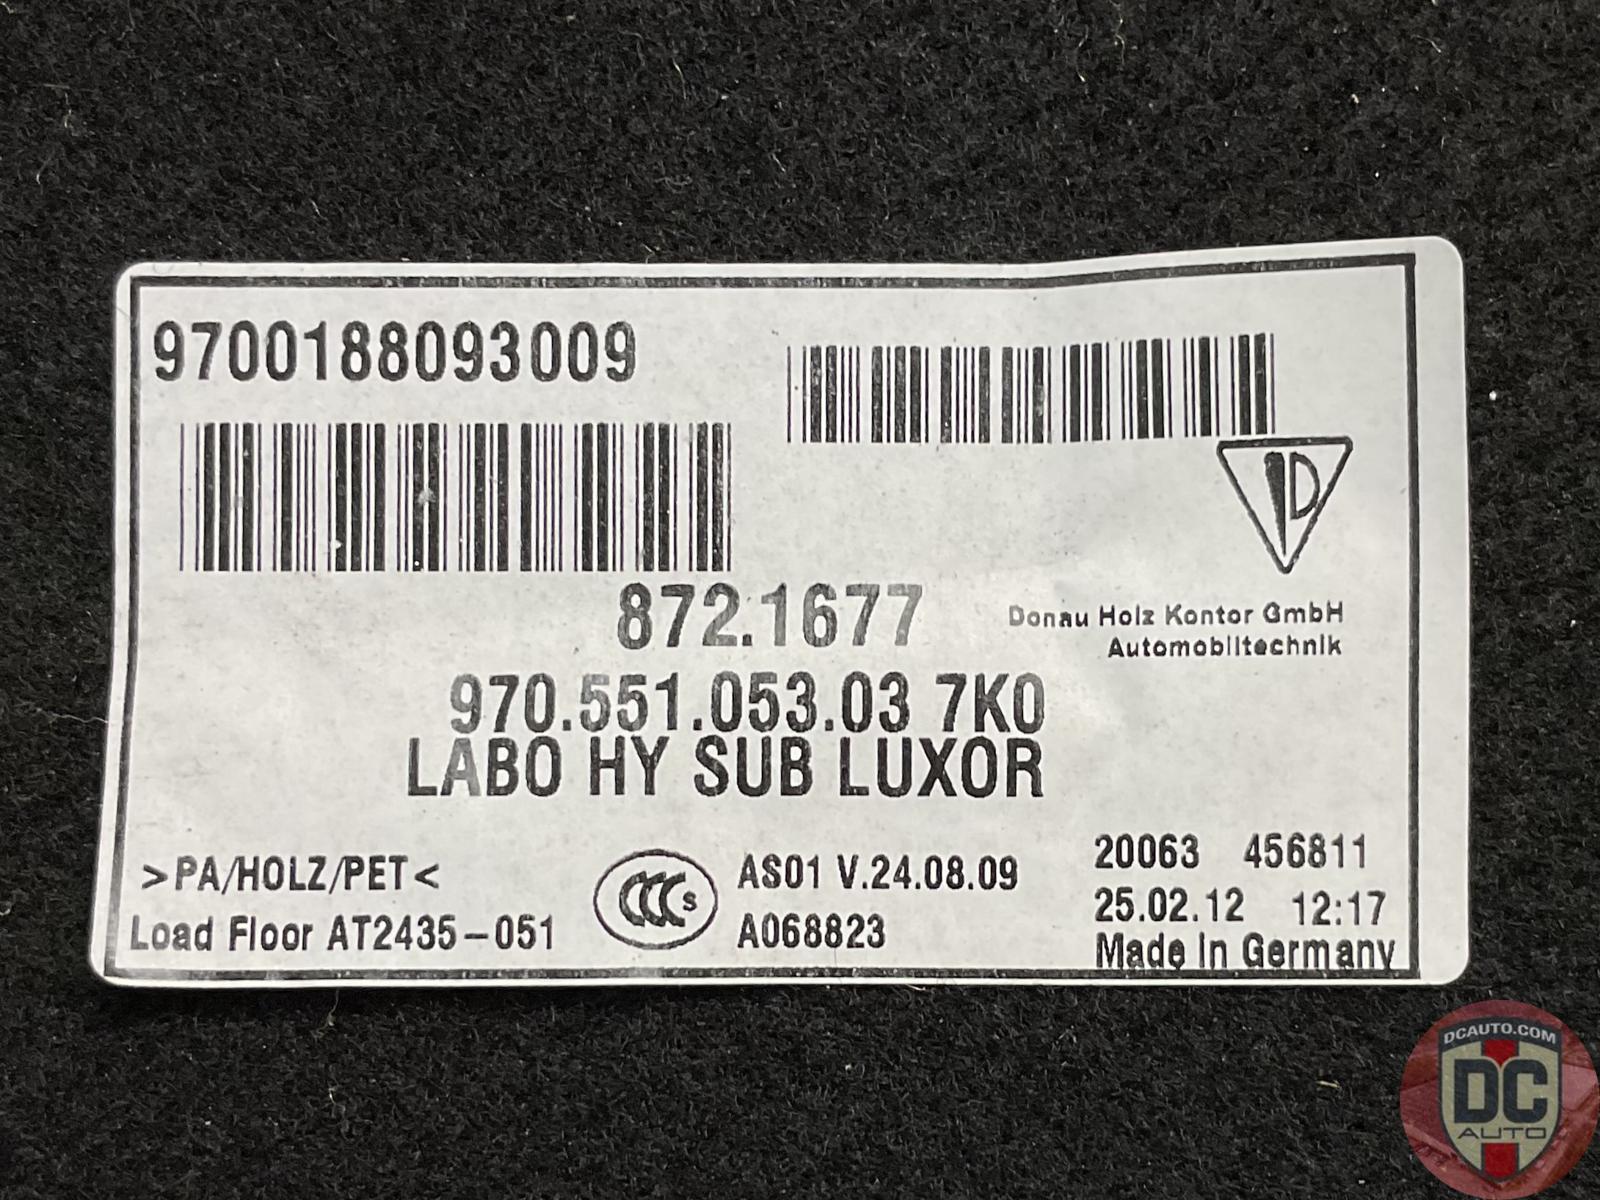 9700188093009
D
872.1677
Donau Holz Kontor GmbH
Automobiltechnik
970.551.053.03 7K0
LABO HY SUB LUXOR
>PA/HOLZ/PET<
Load Floor AT2435-051
CCC S
AS01 V.24.08.09
A068823
20063 456811
25.02.12 12:17
Made In Germany
DCAUTO.COM
DC
AUTO